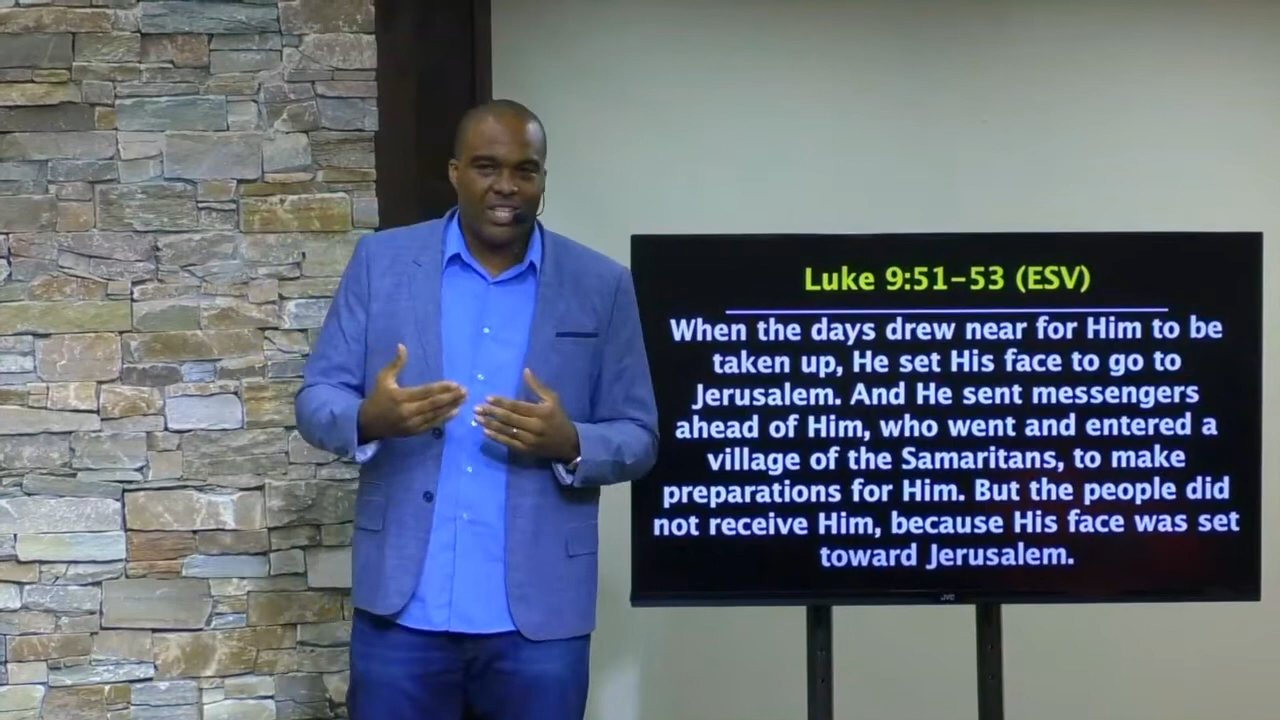 Luke 9:51-53 (ESV)
When the days drew near for Him to be
taken up, He set His face to go to
Jerusalem. And He sent messengers
ahead of Him, who went and entered a
village of the Samaritans, to make
preparations for Him. But the people did
not receive Him, because His face was set
toward Jerusalem.
JVC